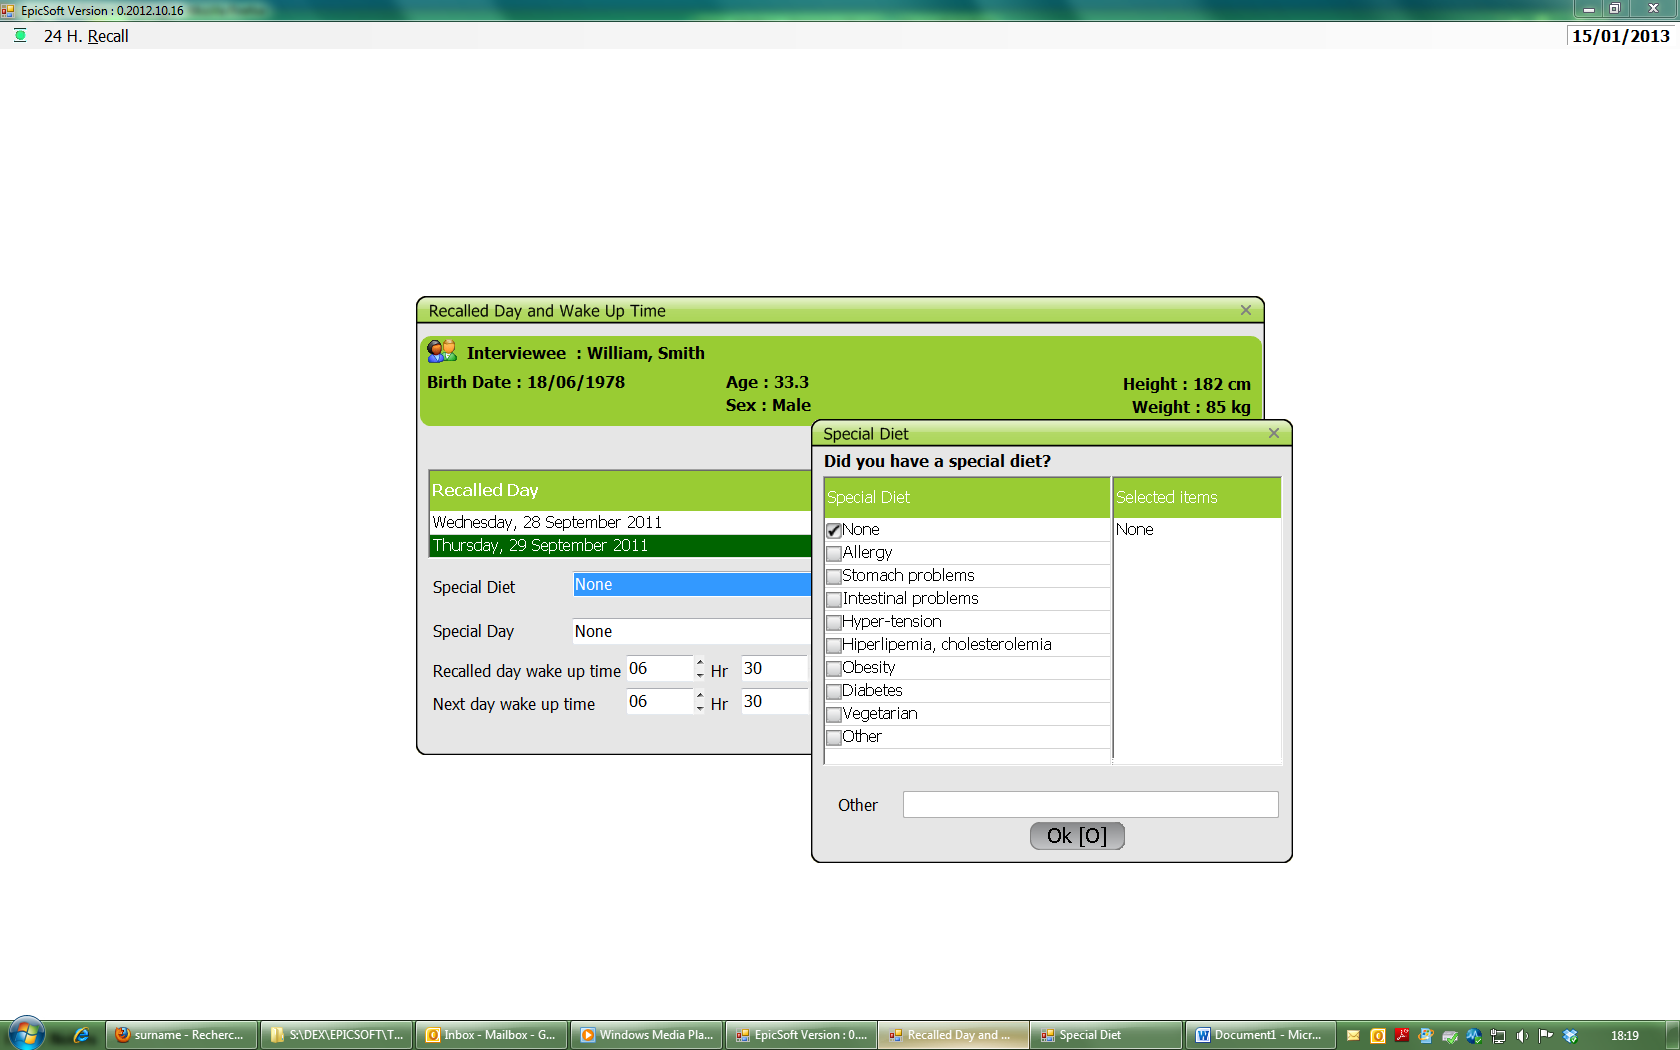 EpicSoft Version : 0.2012.10.16
24 H. Recall
15/01/2013
Recalled Day and Wake Up Time
Interviewee : William, Smith
Birth Date : 18/06/1978
Age : 33.3
Height : 182 cm
Sex : Male
Weight : 85 kg
Recalled Day
Wednesday, 28 September 2011
Thursday, 29 September 2011
Special Diet None
Special Day None
Recalled day wake up time 06 Hr 30
Next day wake up time 06 Hr 30
Special Diet
Did you have a special diet?
Special Diet
Selected items
None
None
Allergy
Stomach problems
Intestinal problems
Hyper-tension
Hiperlipemia, cholesterolemia
Obesity
Diabetes
Vegetarian
Other
Other
Ok [O]
surname - Recherc...
S:\DEX\EPICSOFT\T...
Inbox - Mailbox - G...
Windows Media Pla...
EpicSoft Version : 0....
Recalled Day and ...
Special Diet
Document1 - Micr...
18:19